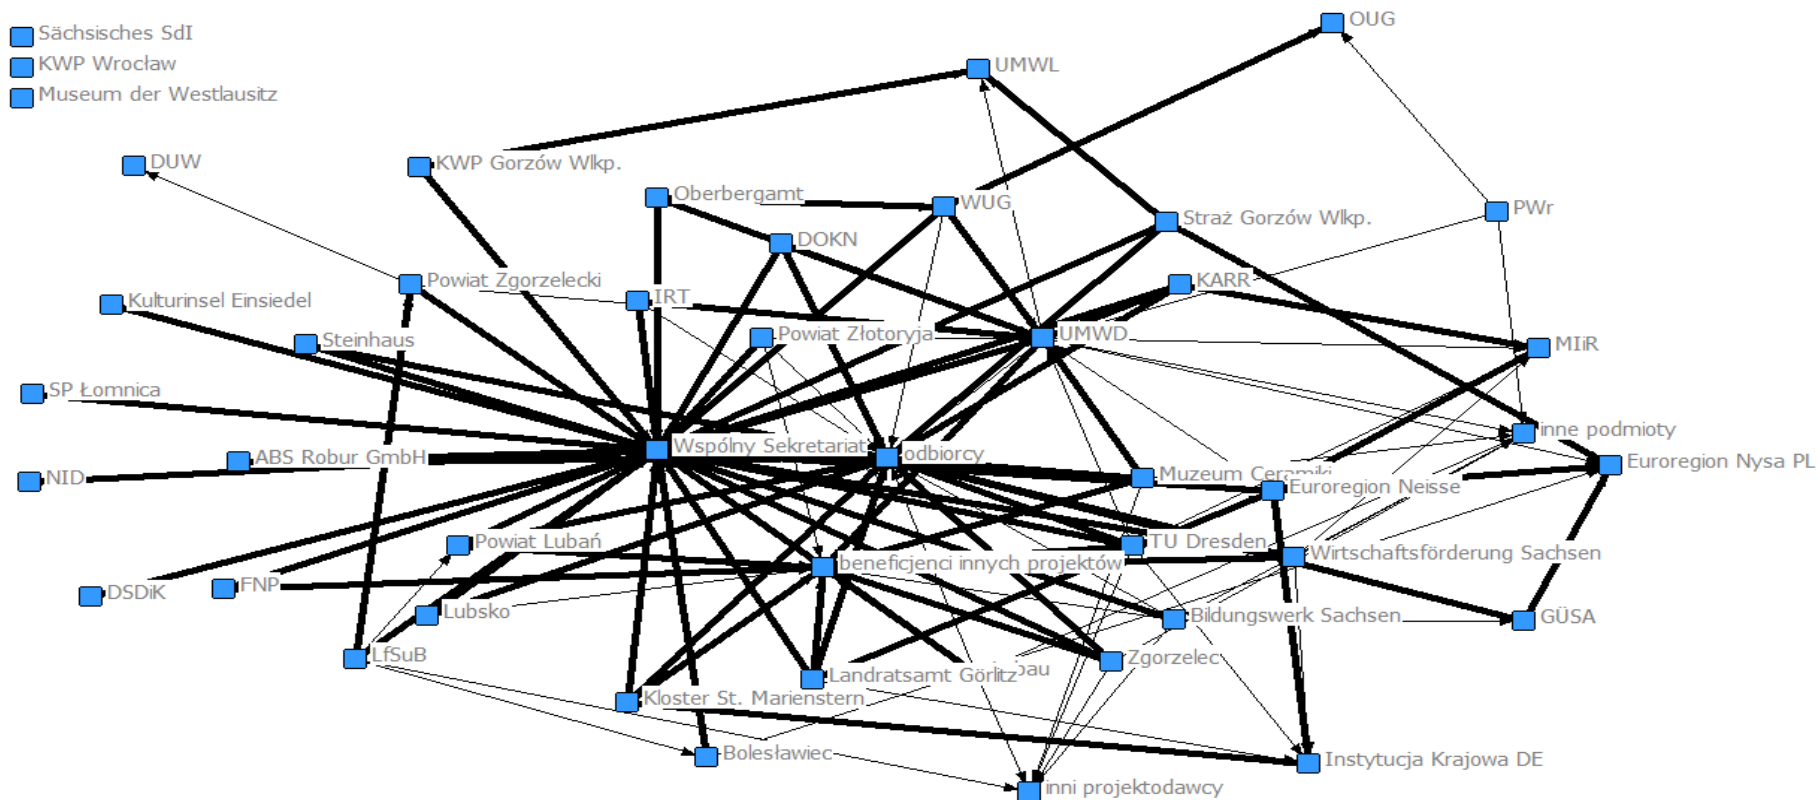 Sächsisches SdI
KWP Wrocław
Museum der Westlausitz
OUG
UMWL
DUW
KWP Gorzów Wlkp.
Oberbergamt
WUG
PWr
Straż Gorzów Wlkp.
DOKN
Powiat Zgorzelecki
KARR
Kulturinsel Einsiedel
IRT
Steinhaus
Powiat Złotoryja
UMWD
MIiR
SP Łomnica
inne podmioty
Wspólny Sekretariat
odbiorcy
ABS Robur GmbH
Euroregion Nysa PL
NID
Muzeum Ceramiki
Euroregion Neisse
Powiat Lubań
TU Dresden
Wirtschaftsförderung Sachsen
beneficjenci innych projektów
DSDiK
FNP
Lubsko
Bildungswerk Sachsen
GÜSA
LfSuB
Zgorzelec
Landratsamt Görlitz
bau
Kloster St. Marienstern
Bolesławiec
Instytucja Krajowa DE
inni projektodawcy